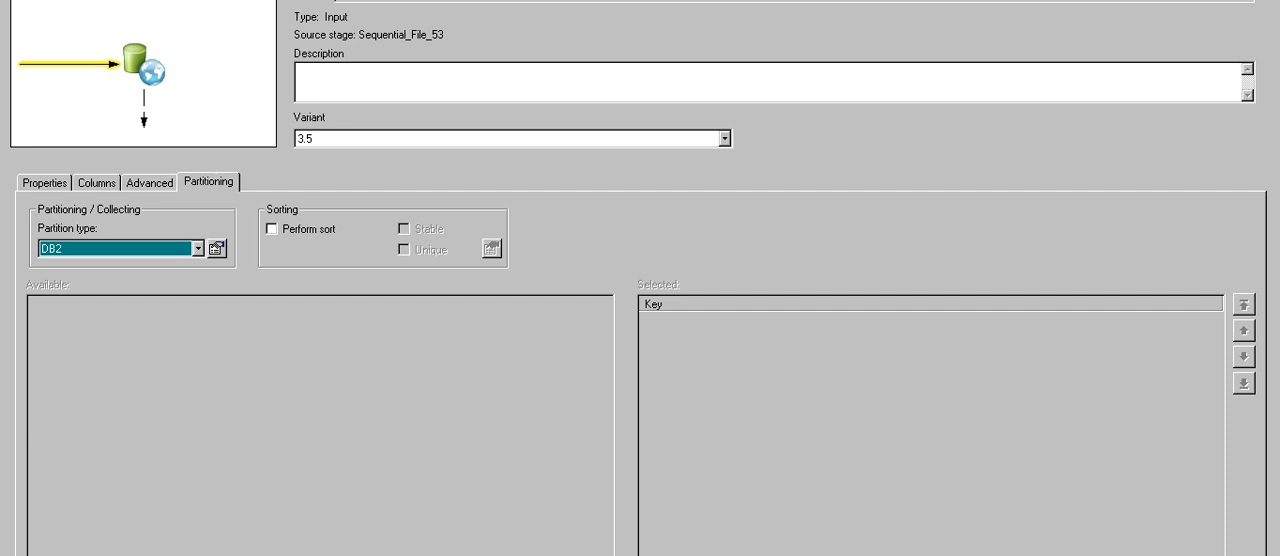 Type: Input
Source stage: Sequential_File_53
Description
Variant
3.5
Properties Columns Advanced Partitioning
Partitioning / Collecting
Partition type:
DB2
Sorting
Perform sort
Stable
Unique
Available:
Selected:
Key